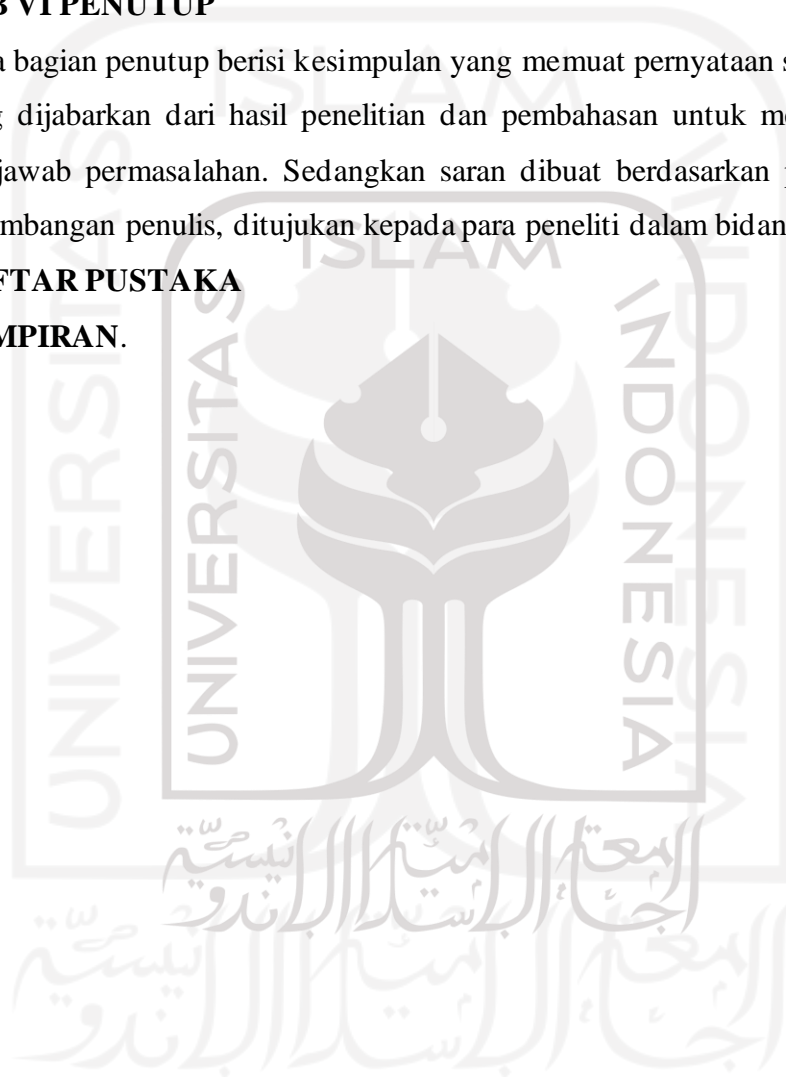 VI PENUTUP
a bagian penutup berisi kesimpulan yang memuat pernyataan
dijabarkan dari hasil penelitian dan pembahasan untuk
jawab permasalahan. Sedangkan saran dibuat berdasarkan
mbangan penulis, ditujukan kepada para peneliti dalam
FTAR PUSTAKA
MPIRAN.
ISLAM
UNIVERSITAS
INDONESIA